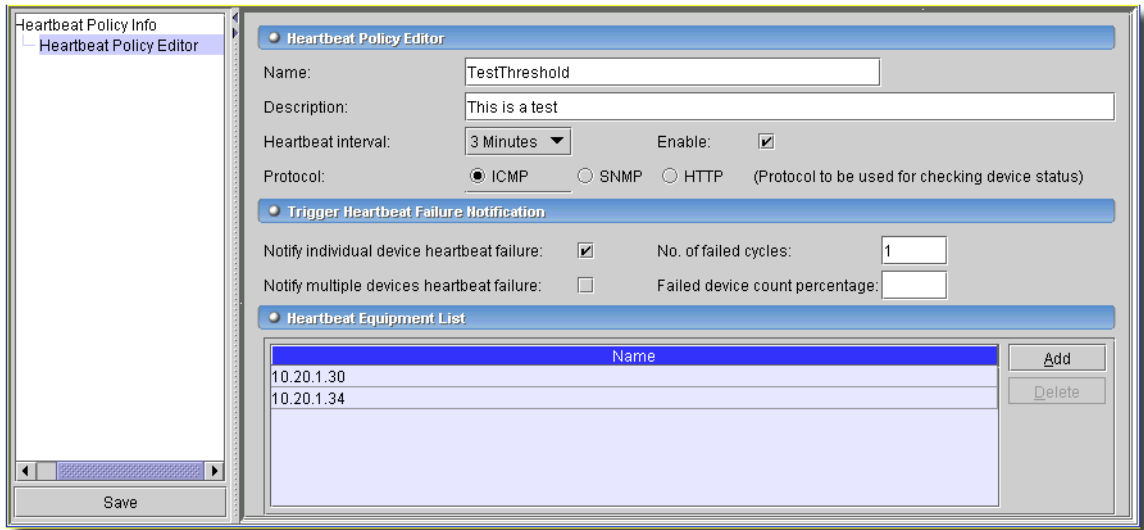 Heartbeat Policy Info
Heartbeat Policy Editor
Save
Heartbeat Policy Editor
Name: TestThreshold
Description: This is a test
Heartbeat interval: 3 Minutes Enable:
Protocol: ICMP SNMP HTTP (Protocol to be used for checking device status)
Trigger Heartbeat Failure Notification
Notify individual device heartbeat failure: No. of failed cycles: 1
Notify multiple devices heartbeat failure: Failed device count percentage:
Heartbeat Equipment List
Name
10.20.1.30
10.20.1.34
Add
Delete